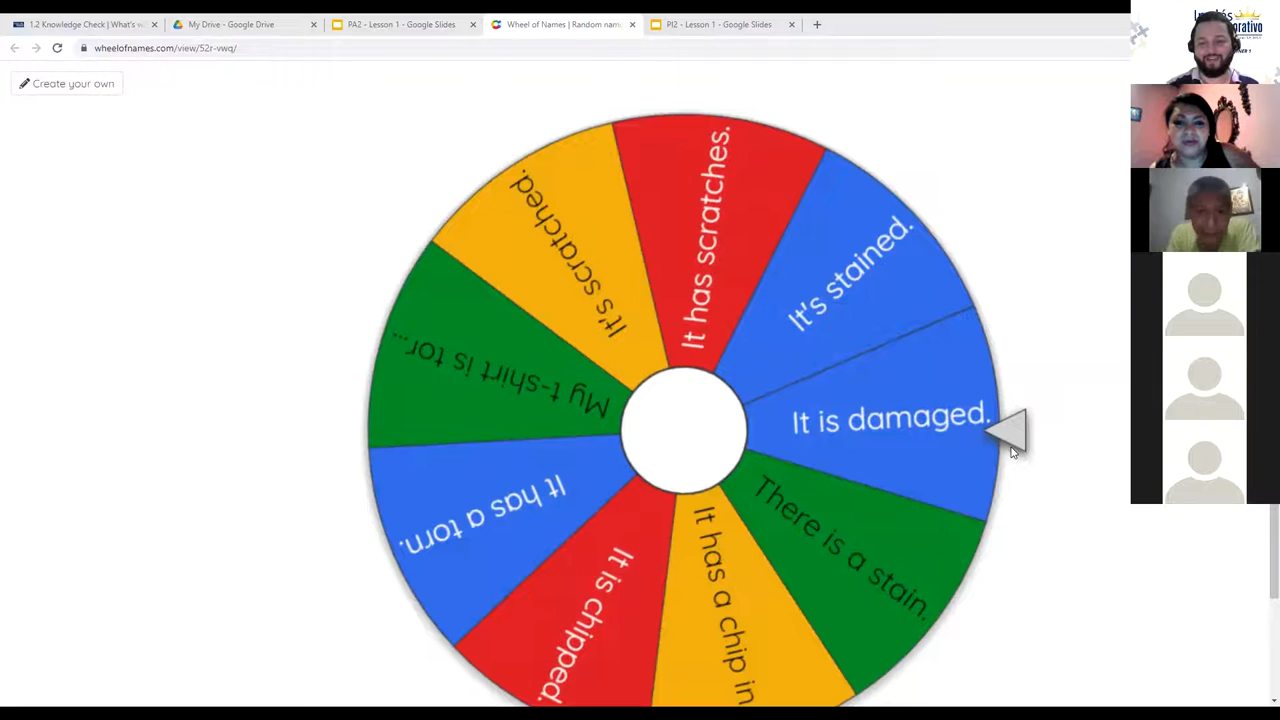 1.2 Knowledge Check | What's
My Drive - Google Drive
PA2 - Lesson 1 - Google Slides
Wheel of Names | Random nam
PI2 - Lesson 1 - Google Slides
wheelofnames.com/view/52r-vwq/
Create your own
It has scratches.
It's stained.
It is damaged.
There is a stain.
It has a chip in
It is chipped.
It has a torn.
My t-shirt is tor...
It's scratched.